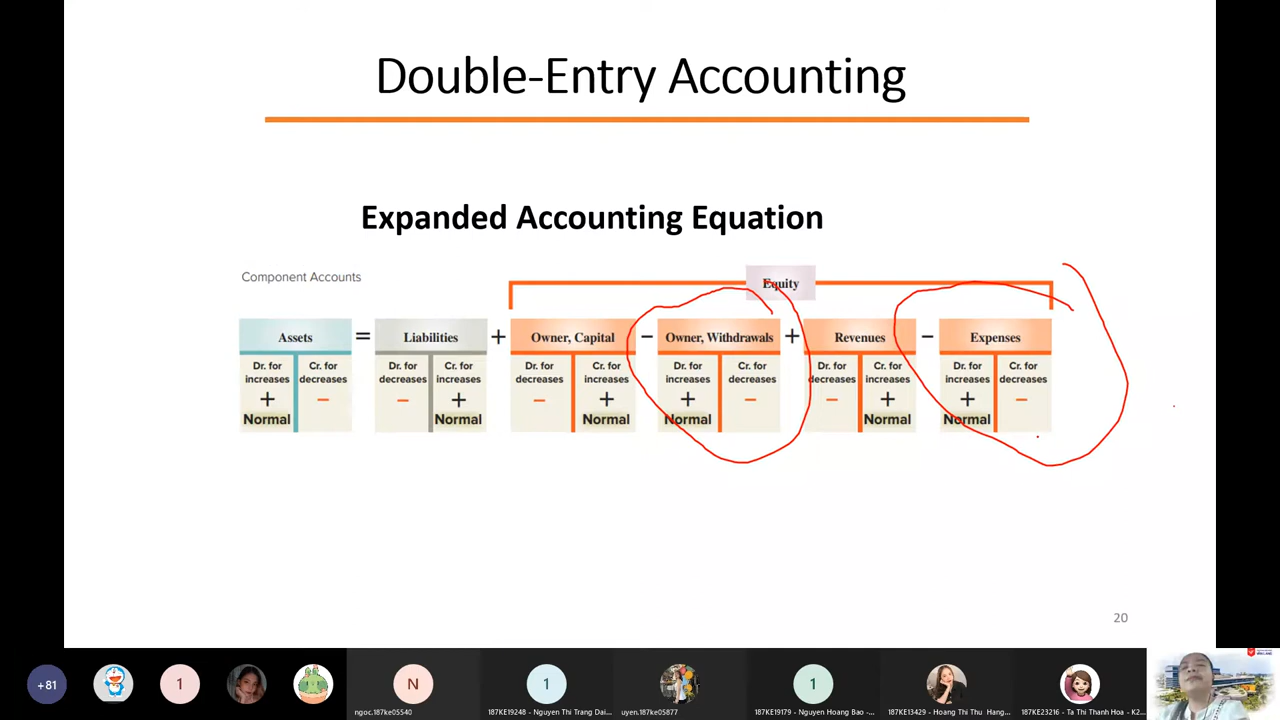 Double-Entry Accounting
Expanded Accounting Equation
Component Accounts
Equity
Assets = Liabilities + Owner, Capital − Owner, Withdrawals + Revenues − Expenses
Dr. for Cr. for Dr. for Cr. for Dr. for Cr. for Dr. for Cr. for Dr. for Cr. for Dr. for Cr. for
increases decreases decreases increases decreases increases increases decreases decreases increases increases decreases
+ − − + − + + − − + + −
Normal Normal Normal Normal Normal Normal
20
+81 1 N 1 1
ngoc.187ke05540 187KE19248 - Nguyen Thi Trang Dai... uyen.187ke05877 187KE19179 - Nguyen Hoang Bao -... 187KE13429 - Hoang Thi Thu Hang... 187KE23216 - Ta Thi Thanh Hoa - K2...